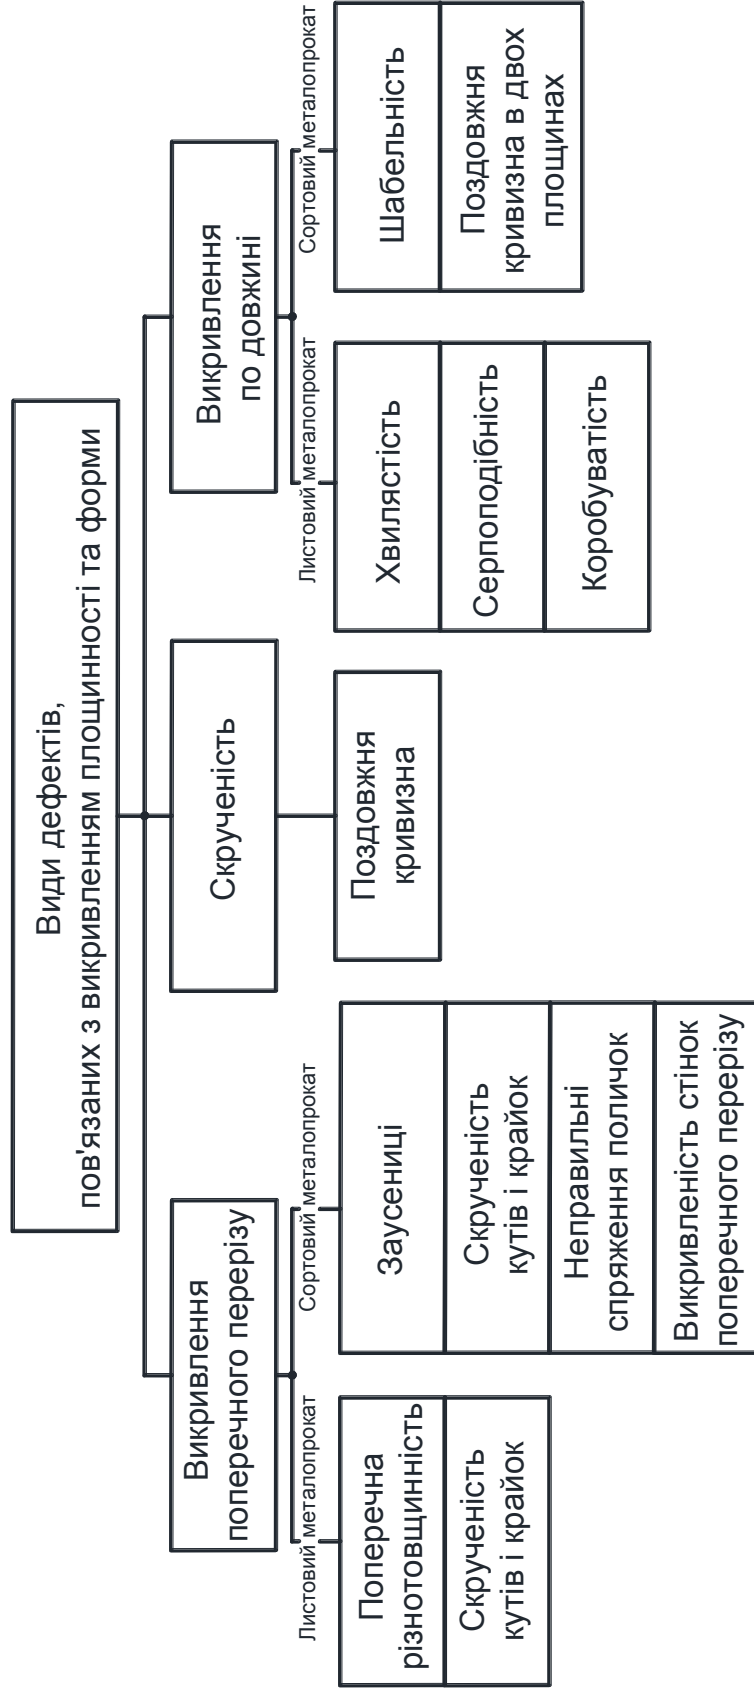 Види дефектів,
пов'язаних з викривленням площинності та форми
Викривлення
поперечного перерізу
Скрученість
Викривлення
по довжині
Листовий металопрокат
Сортовий металопрокат
Листовий металопрокат
Сортовий металопрокат
Поперечна
різнотовщинність
Скрученість
кутів і крайок
Заусениці
Скрученість
кутів і крайок
Неправильні
спряження поличок
Викривленість стінок
поперечного перерізу
Поздовжня
кривизна
Хвилястість
Серпоподібність
Коробуватість
Шабельність
Поздовжня
кривизна в двох
площинах